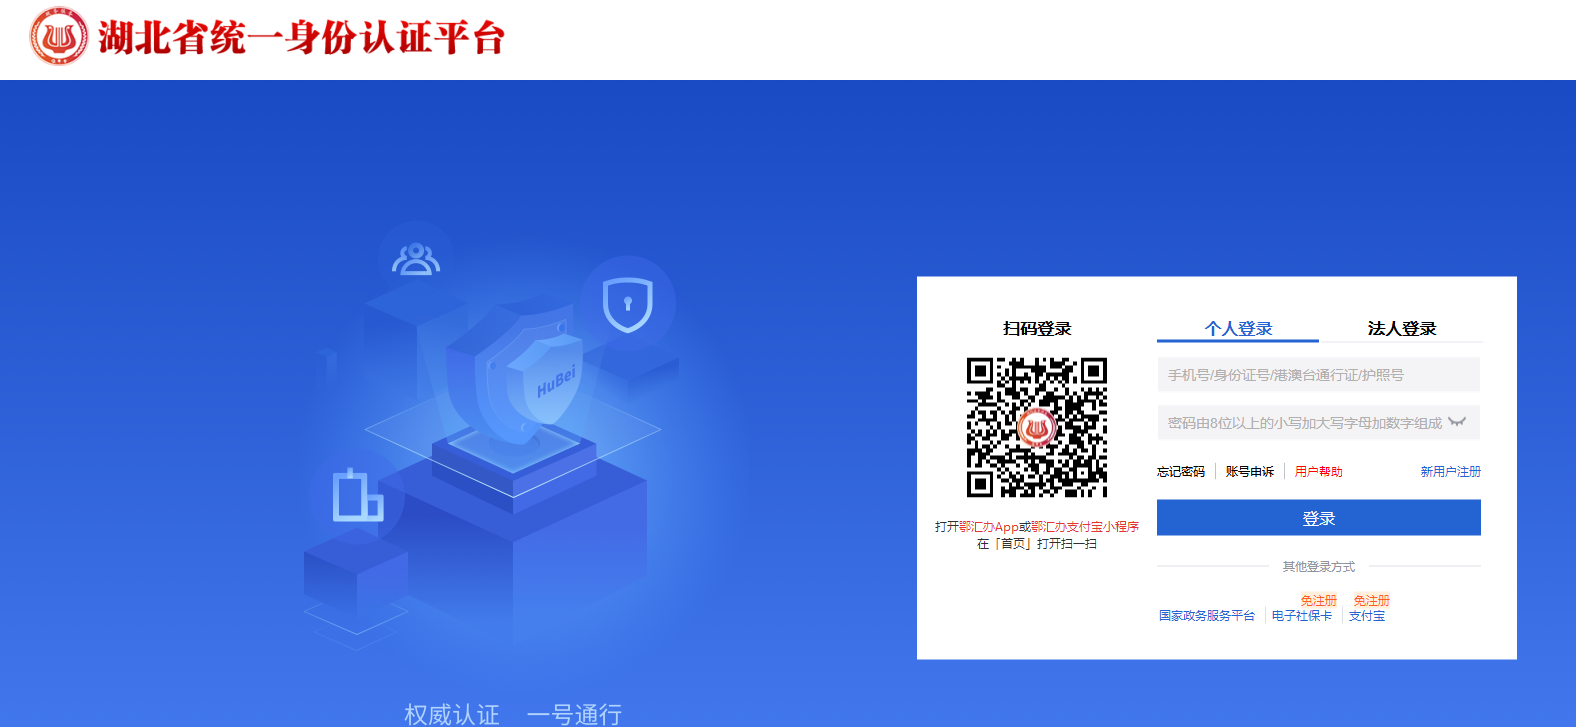 湖北省统一身份认证平台
HuBei
权威认证 一号通行
扫码登录
打开鄂汇办App或鄂汇办支付宝小程序
在「首页」打开扫一扫
个人登录 法人登录
手机号/身份证号/港澳台通行证/护照号
密码由8位以上的小写加大写字母加数字组成
忘记密码 账号申诉 用户帮助 新用户注册
登录
其他登录方式
免注册 免注册
国家政务服务平台 电子社保卡 支付宝